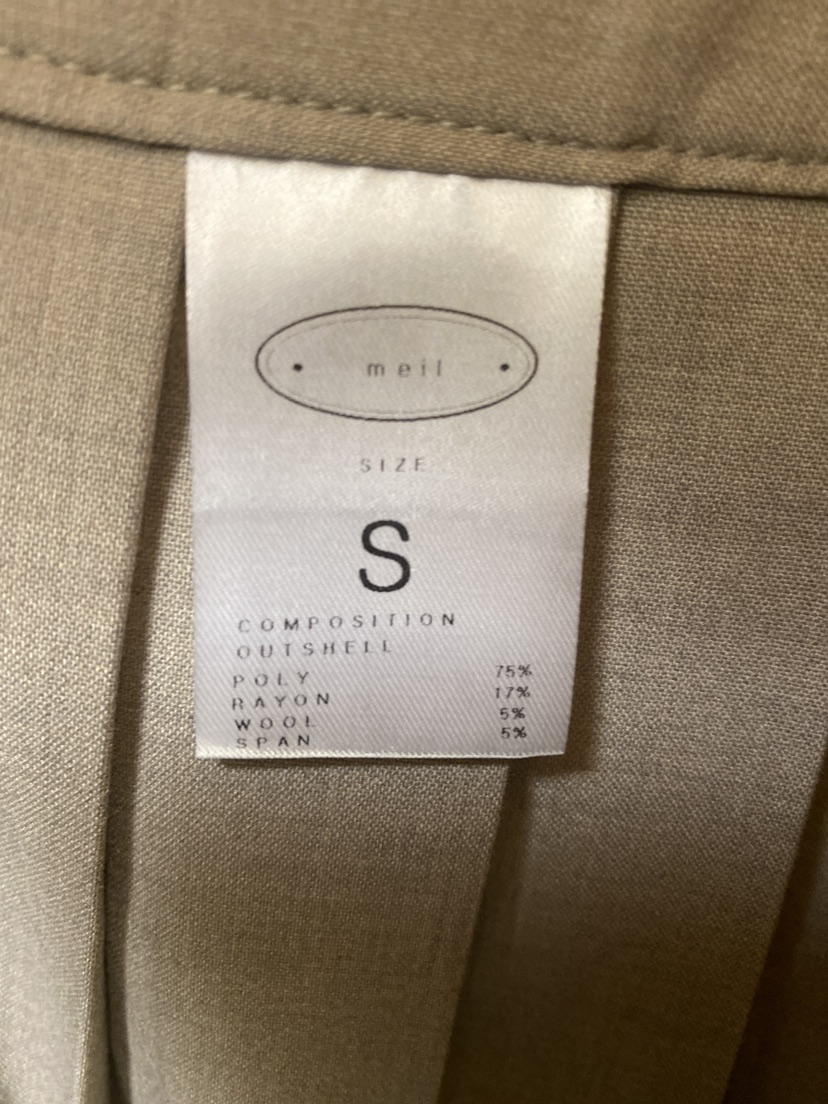 meil
SIZE
S
COMPOSITION
OUTSHELL
POLY 75%
RAYON 17%
WOOL 5%
SPAN 5%